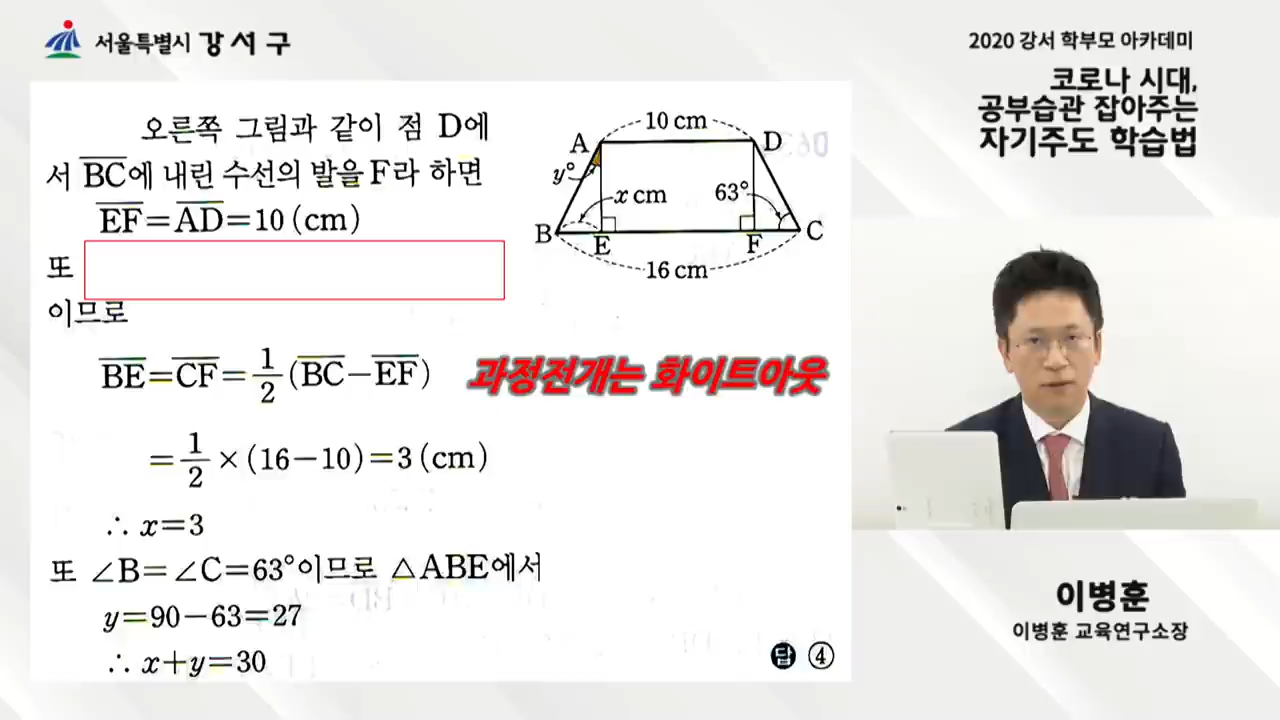 서울특별시 강서구
2020 강서 학부모 아카데미
코로나 시대,
공부습관 잡아주는
자기주도 학습법
오른쪽 그림과 같이 점 D에
서 BC에 내린 수선의 발을 F라 하면
EF=AD=10(cm)
또
이므로
BE=CF=1/2(BC-EF)
=1/2×(16-10)=3(cm)
∴ x=3
또 ∠B=∠C=63°이므로 △ABE에서
y=90-63=27
∴ x+y=30
답 ④
10 cm
A D
y°
x cm 63°
B E F C
16 cm
과정전개는 화이트아웃
이병훈
이병훈 교육연구소장